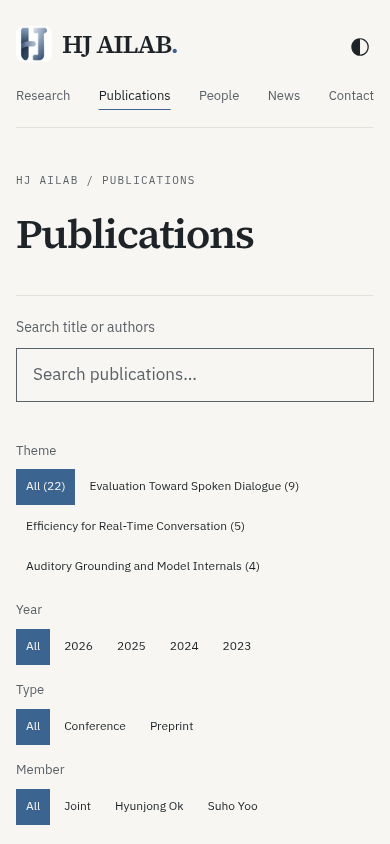 HJ AILAB.
Research Publications People News Contact
HJ AILAB / PUBLICATIONS
Publications
Search title or authors
Search publications...
Theme
All (22) Evaluation Toward Spoken Dialogue (9)
Efficiency for Real-Time Conversation (5)
Auditory Grounding and Model Internals (4)
Year
All 2026 2025 2024 2023
Type
All Conference Preprint
Member
All Joint Hyunjong Ok Suho Yoo